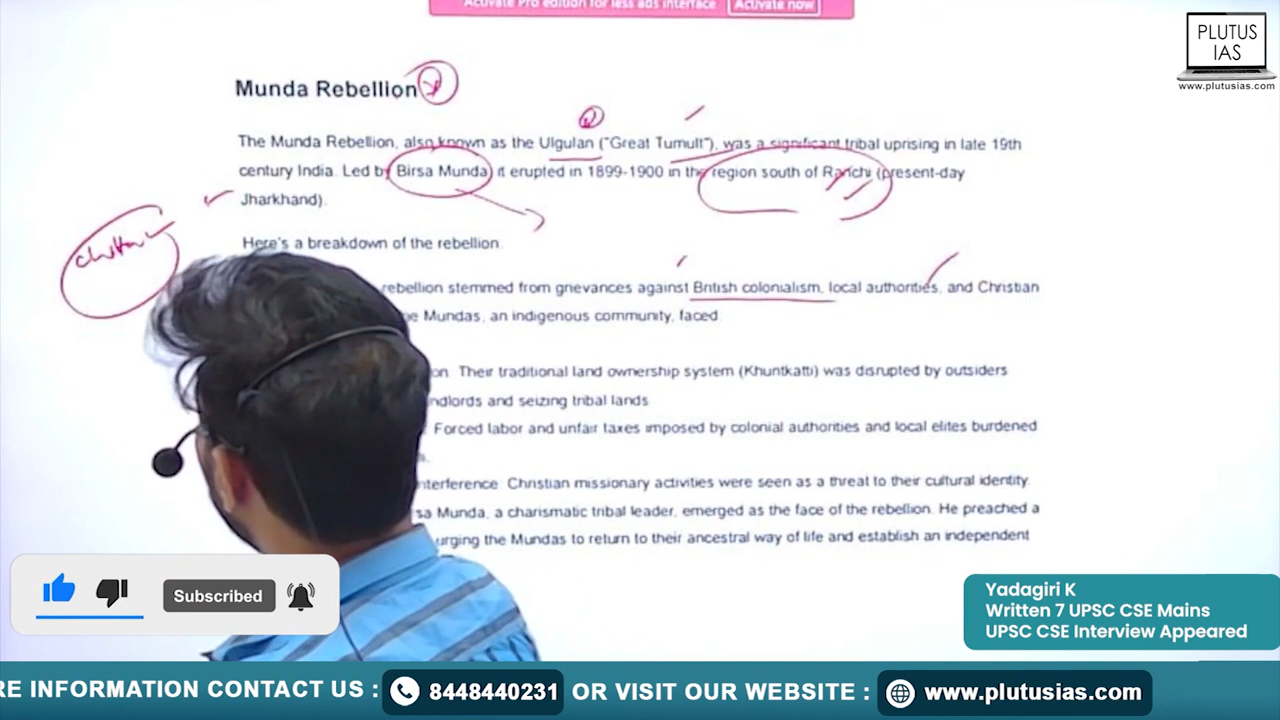 Activate Pro edition for less ads interface Activate now
PLUTUS
IAS
www.plutusias.com
Munda Rebellion
The Munda Rebellion, also known as the Ulgulan ("Great Tumult"), was a significant tribal uprising in late 19th
century India. Led by Birsa Munda, it erupted in 1899-1900 in the region south of Ranchi (present-day
Jharkhand).
Here's a breakdown of the rebellion:
rebellion stemmed from grievances against British colonialism, local authorities, and Christian
Mundas, an indigenous community, faced:
Their traditional land ownership system (Khuntkatti) was disrupted by outsiders
and seizing tribal lands
Forced labor and unfair taxes imposed by colonial authorities and local elites burdened
Christian missionary activities were seen as a threat to their cultural identity.
Munda, a charismatic tribal leader, emerged as the face of the rebellion. He preached a
urging the Mundas to return to their ancestral way of life and establish an independent
Subscribed
Yadagiri K
Written 7 UPSC CSE Mains
UPSC CSE Interview Appeared
RE INFORMATION CONTACT US : 8448440231 OR VISIT OUR WEBSITE : www.plutusias.com